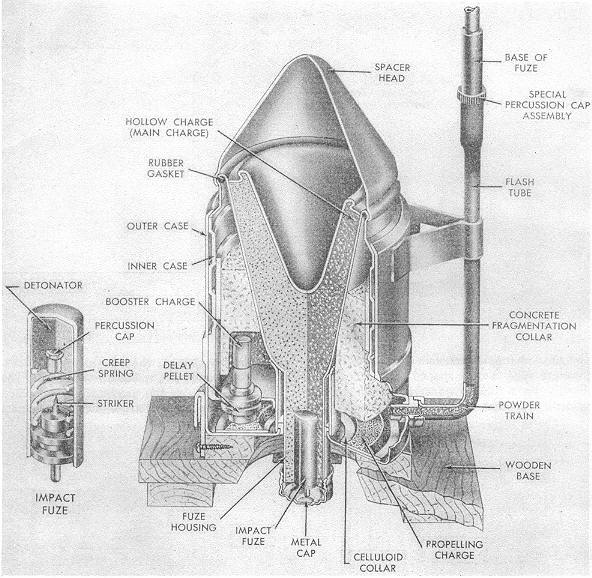 SPACER
HEAD
BASE OF
FUZE
SPECIAL
PERCUSSION CAP
ASSEMBLY
HOLLOW CHARGE
(MAIN CHARGE)
RUBBER
GASKET
FLASH
TUBE
OUTER CASE
INNER CASE
DETONATOR
BOOSTER CHARGE
PERCUSSION
CAP
CONCRETE
FRAGMENTATION
COLLAR
CREEP
SPRING
DELAY
PELLET
STRIKER
POWDER
TRAIN
WOODEN
BASE
IMPACT
FUZE
FUZE
HOUSING
IMPACT
FUZE
METAL
CAP
CELLULOID
COLLAR
PROPELLING
CHARGE